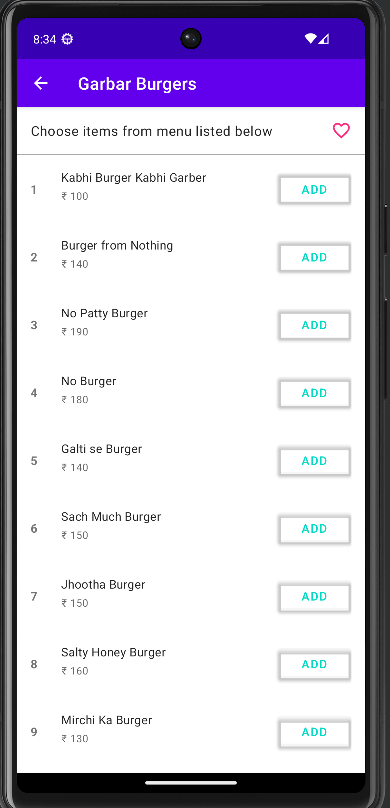 8:34
Garbar Burgers
Choose items from menu listed below
1
Kabhi Burger Kabhi Garber
₹ 100
ADD
2
Burger from Nothing
₹ 140
ADD
3
No Patty Burger
₹ 190
ADD
4
No Burger
₹ 180
ADD
5
Galti se Burger
₹ 140
ADD
6
Sach Much Burger
₹ 150
ADD
7
Jhootha Burger
₹ 150
ADD
8
Salty Honey Burger
₹ 160
ADD
9
Mirchi Ka Burger
₹ 130
ADD